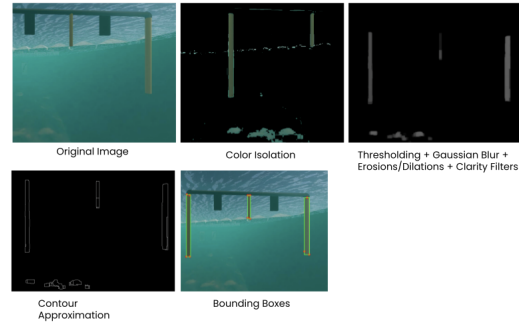 Original Image
Color Isolation
Thresholding + Gaussian Blur +
Erosions/Dilations + Clarity Filters
Contour
Approximation
Bounding Boxes